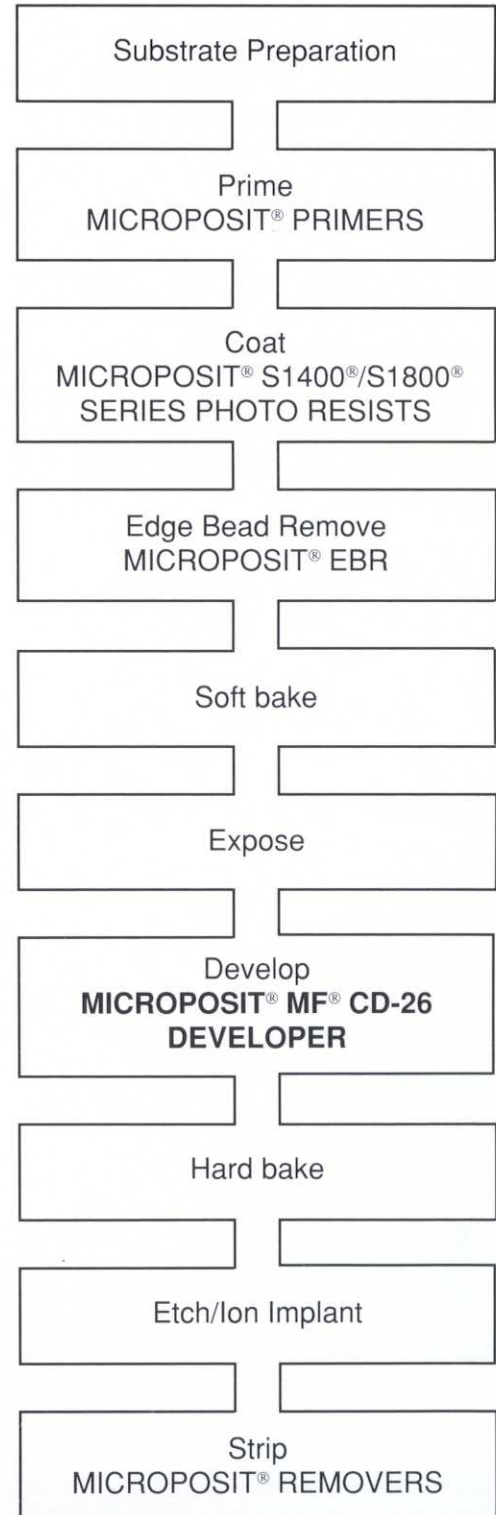 Substrate Preparation
Prime
MICROPOSIT® PRIMERS
Coat
MICROPOSIT® S1400®/S1800®
SERIES PHOTO RESISTS
Edge Bead Remove
MICROPOSIT® EBR
Soft bake
Expose
Develop
MICROPOSIT® MF® CD-26
DEVELOPER
Hard bake
Etch/Ion Implant
Strip
MICROPOSIT® REMOVERS